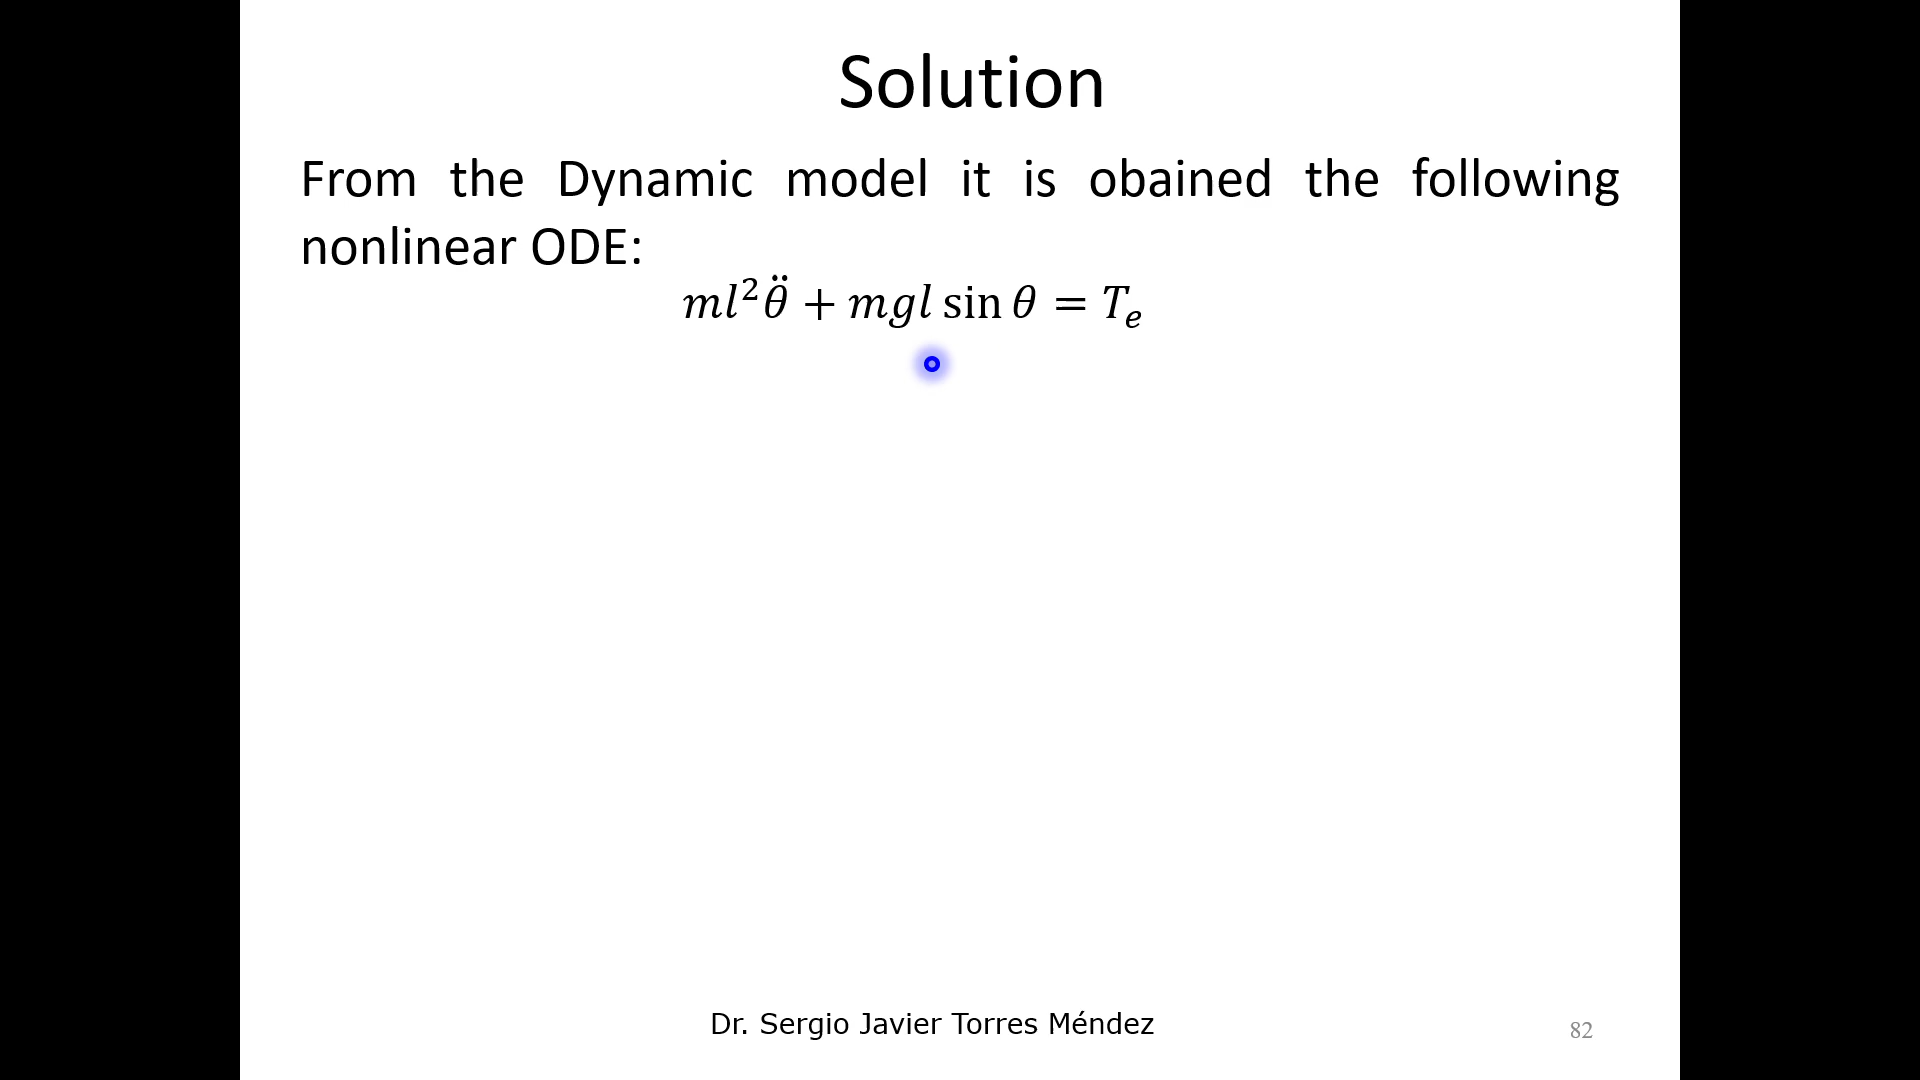 Solution
From the Dynamic model it is obained the following
nonlinear ODE:
ml²θ̈ + mgl sin θ = Tₑ
Dr. Sergio Javier Torres Méndez
82